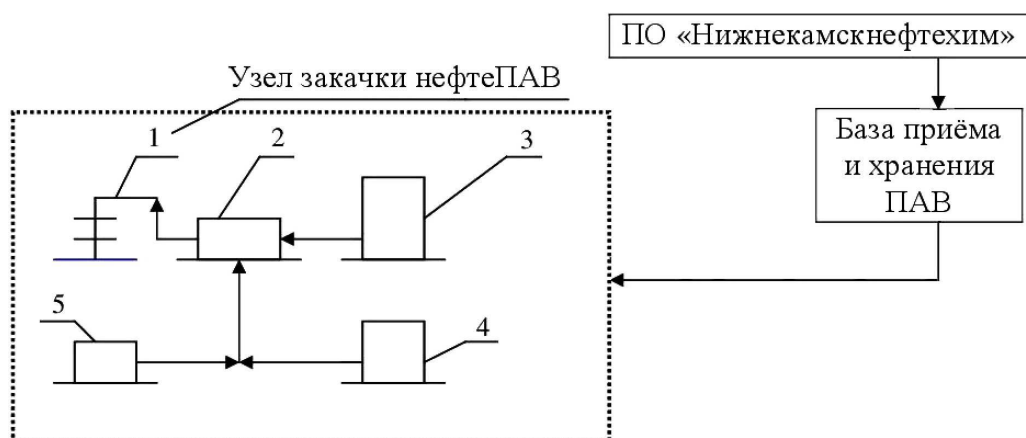 ПО «Нижнекамскнефтехим»
Узел закачки нефтеПАВ
База приёма
и хранения
ПАВ
1
2
3
5
4